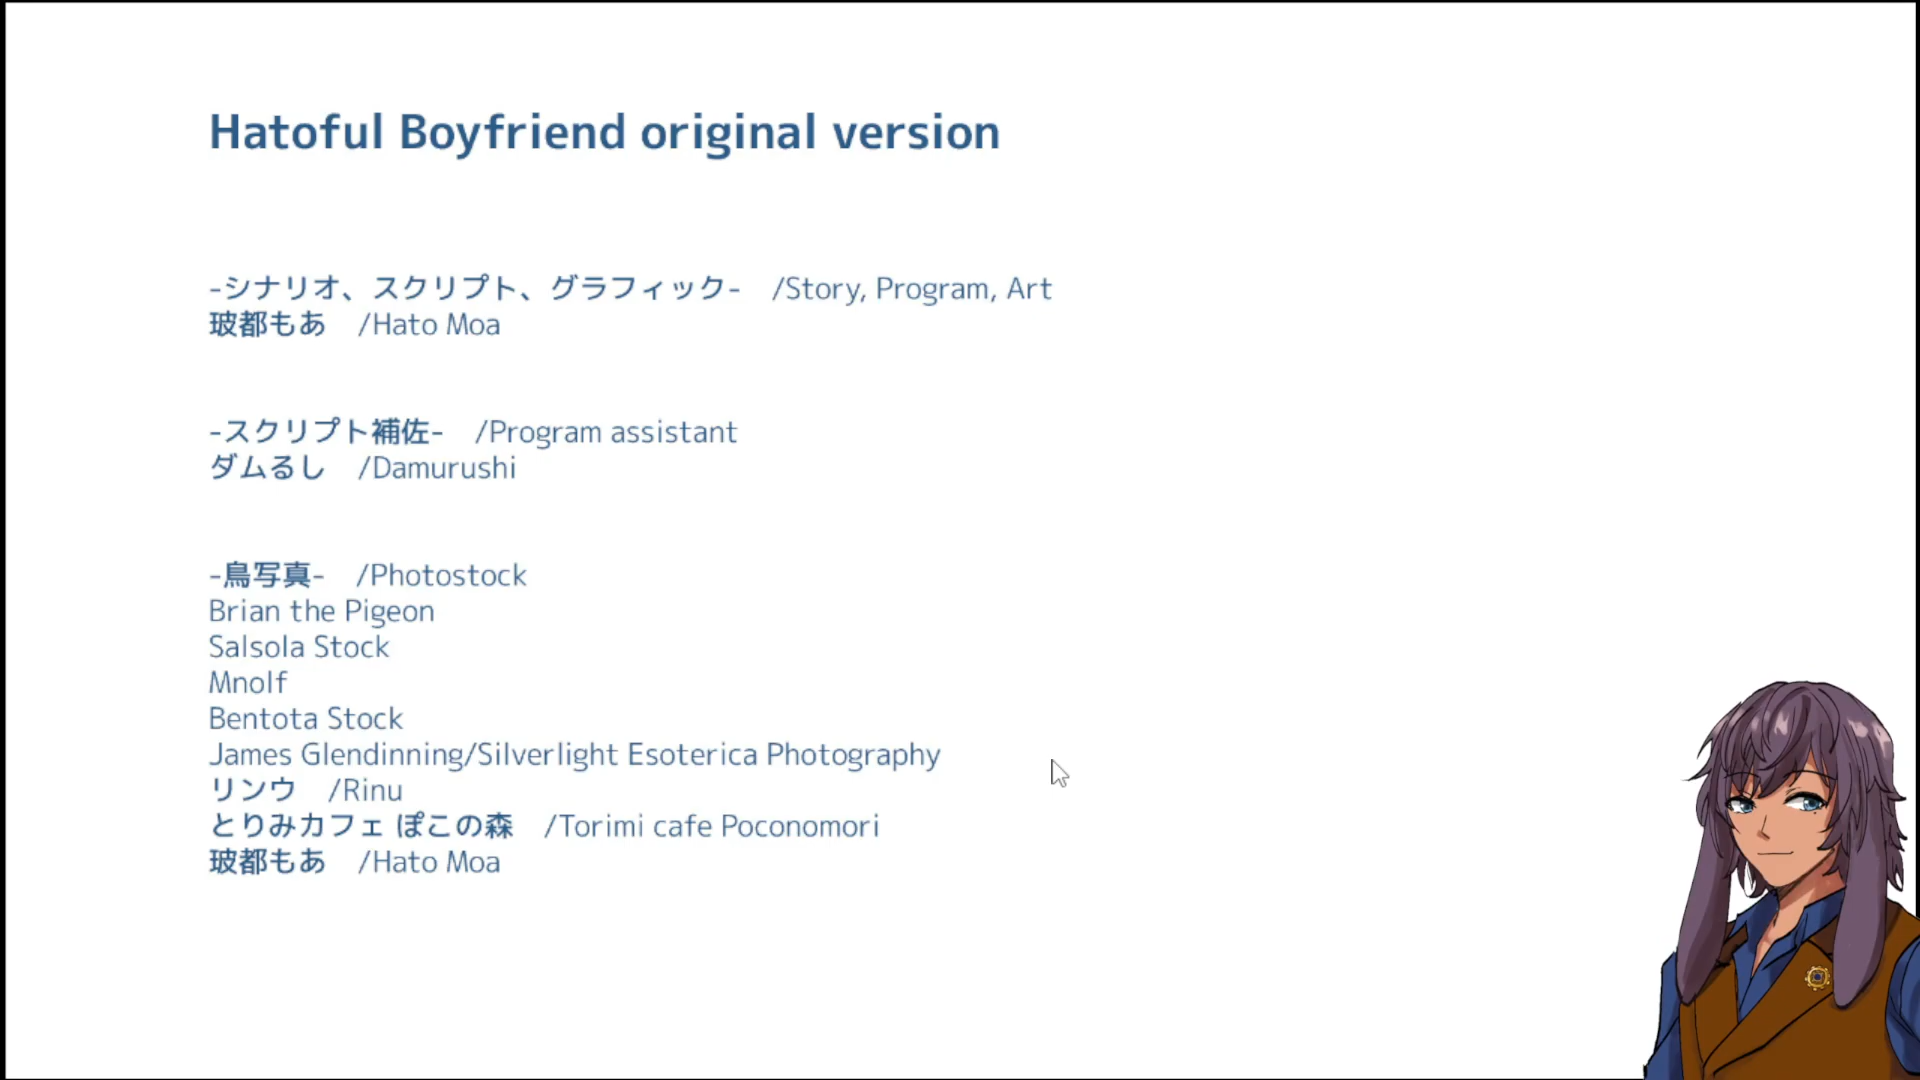 Hatoful Boyfriend original version
-シナリオ、スクリプト、グラフィック-　/Story, Program, Art
玻都もあ　/Hato Moa
-スクリプト補佐-　/Program assistant
ダムるし　/Damurushi
-鳥写真-　/Photostock
Brian the Pigeon
Salsola Stock
Mnolf
Bentota Stock
James Glendinning/Silverlight Esoterica Photography
リンウ　/Rinu
とりみカフェ ぽこの森　/Torimi cafe Poconomori
玻都もあ　/Hato Moa